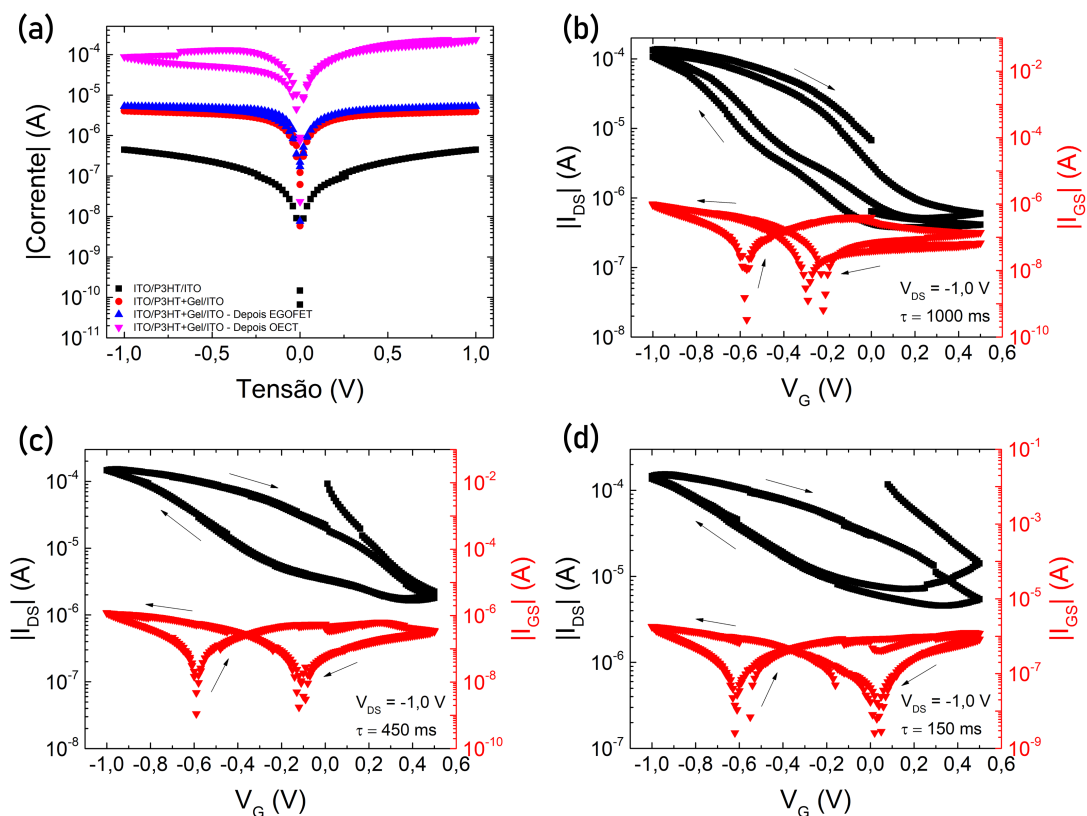 (a)
10⁻⁴
10⁻⁵
10⁻⁶
10⁻⁷
10⁻⁸
10⁻⁹
10⁻¹⁰
10⁻¹¹
|Corrente| (A)
ITO/P3HT/ITO
ITO/P3HT+Gel/ITO
ITO/P3HT+Gel/ITO - Depois EGOFET
ITO/P3HT+Gel/ITO - Depois OECT
-1,0 -0,5 0,0 0,5 1,0
Tensão (V)
(b)
10⁻⁴
10⁻⁵
10⁻⁶
10⁻⁷
10⁻⁸
|I_DS| (A)
10⁻²
10⁻⁴
10⁻⁶
10⁻⁸
10⁻¹⁰
|I_GS| (A)
V_DS = -1,0 V
τ = 1000 ms
-1,0 -0,8 -0,6 -0,4 -0,2 0,0 0,2 0,4 0,6
V_G (V)
(c)
10⁻⁴
10⁻⁵
10⁻⁶
10⁻⁷
10⁻⁸
|I_DS| (A)
10⁻²
10⁻⁴
10⁻⁶
10⁻⁸
10⁻¹⁰
|I_GS| (A)
V_DS = -1,0 V
τ = 450 ms
-1,0 -0,8 -0,6 -0,4 -0,2 0,0 0,2 0,4 0,6
V_G (V)
(d)
10⁻³
10⁻⁴
10⁻⁵
10⁻⁶
10⁻⁷
|I_DS| (A)
10⁻¹
10⁻²
10⁻³
10⁻⁴
10⁻⁵
10⁻⁶
10⁻⁷
10⁻⁸
10⁻⁹
|I_GS| (A)
V_DS = -1,0 V
τ = 150 ms
-1,0 -0,8 -0,6 -0,4 -0,2 0,0 0,2 0,4 0,6
V_G (V)